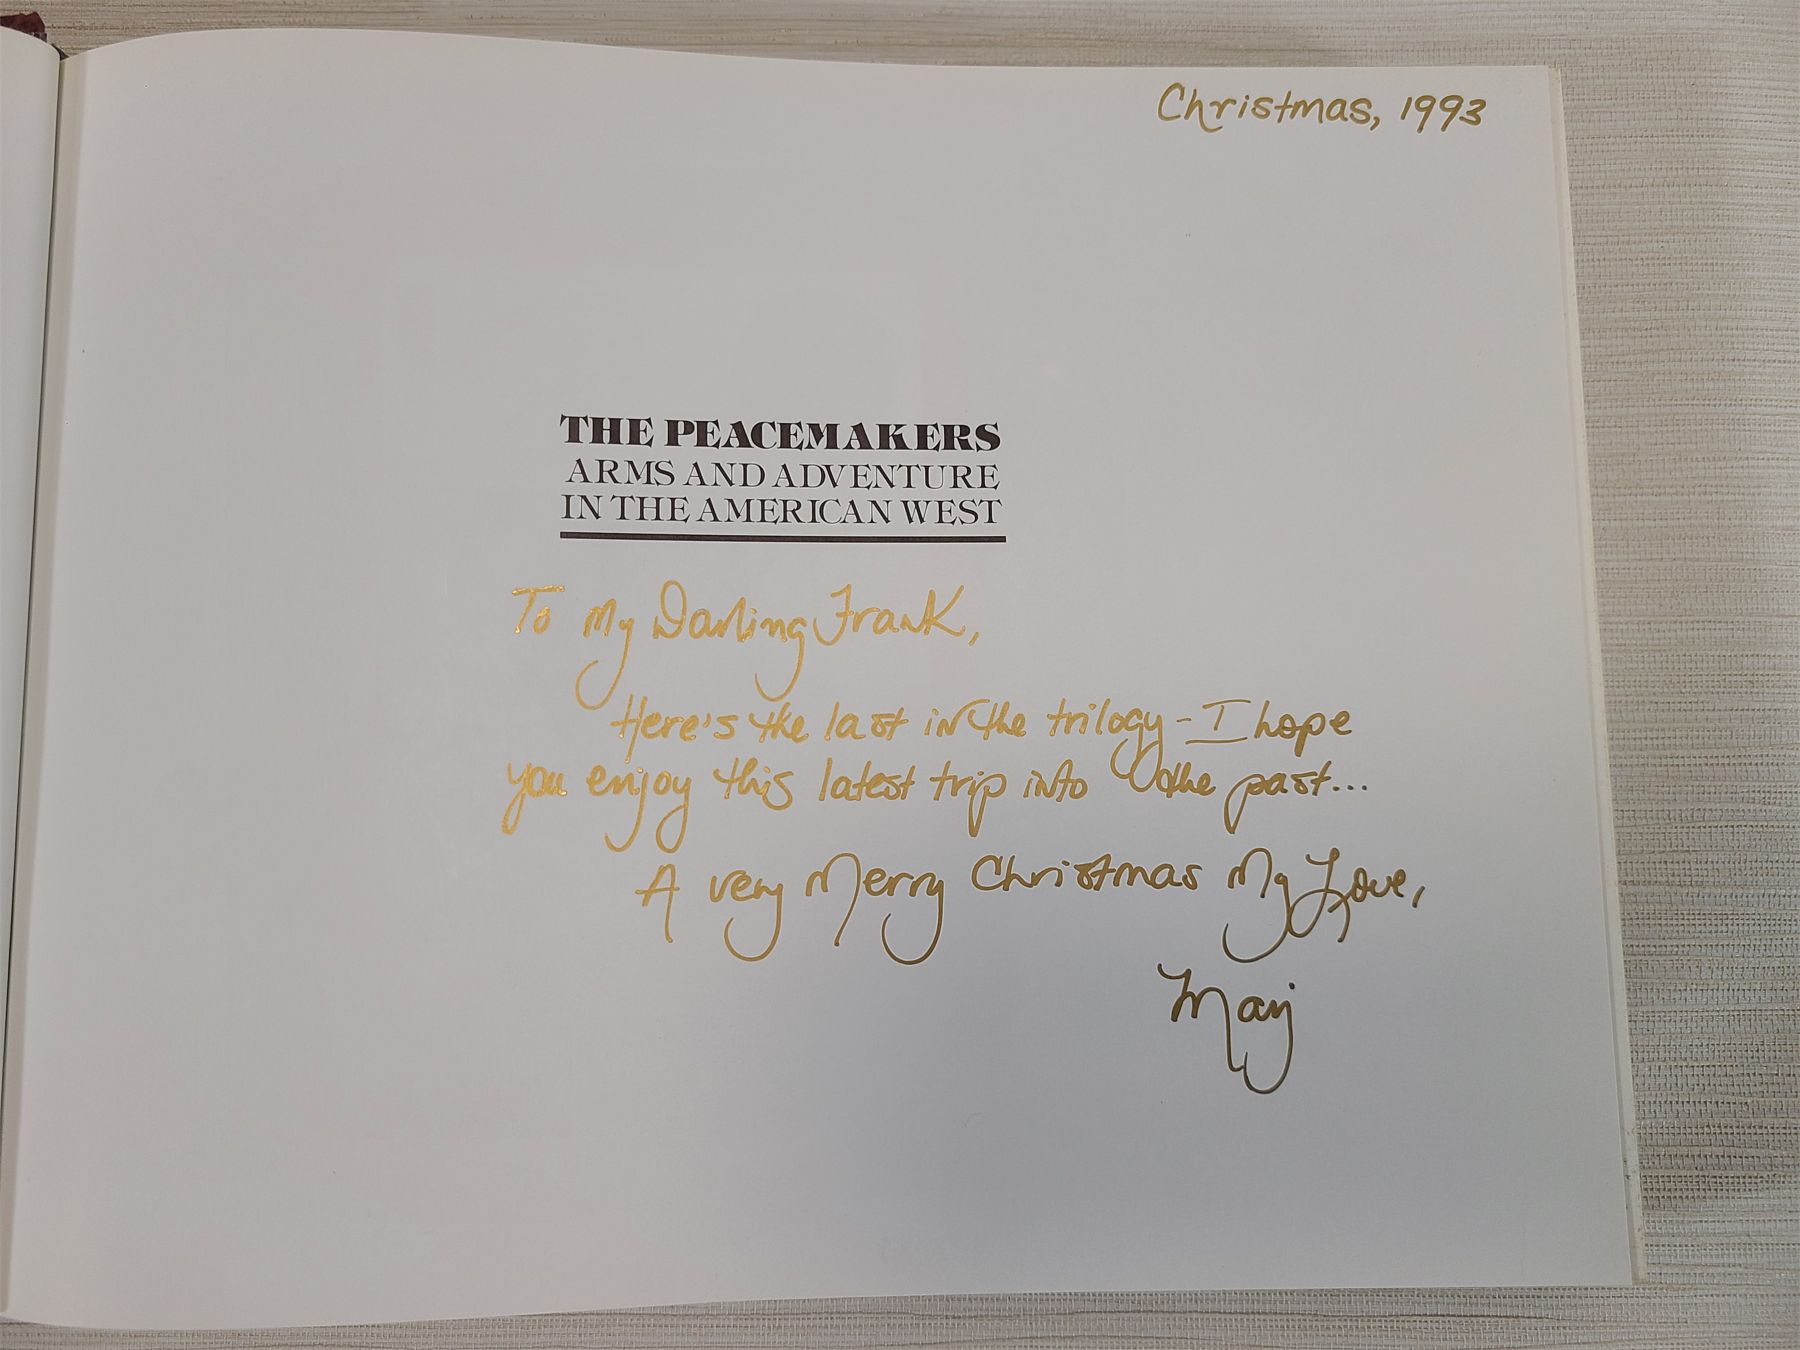 Christmas, 1993
THE PEACEMAKERS
ARMS AND ADVENTURE
IN THE AMERICAN WEST
To My Darling Frank,
Here's the last in the trilogy - I hope
you enjoy this latest trip into the past...
A very Merry Christmas My Love,
Marj